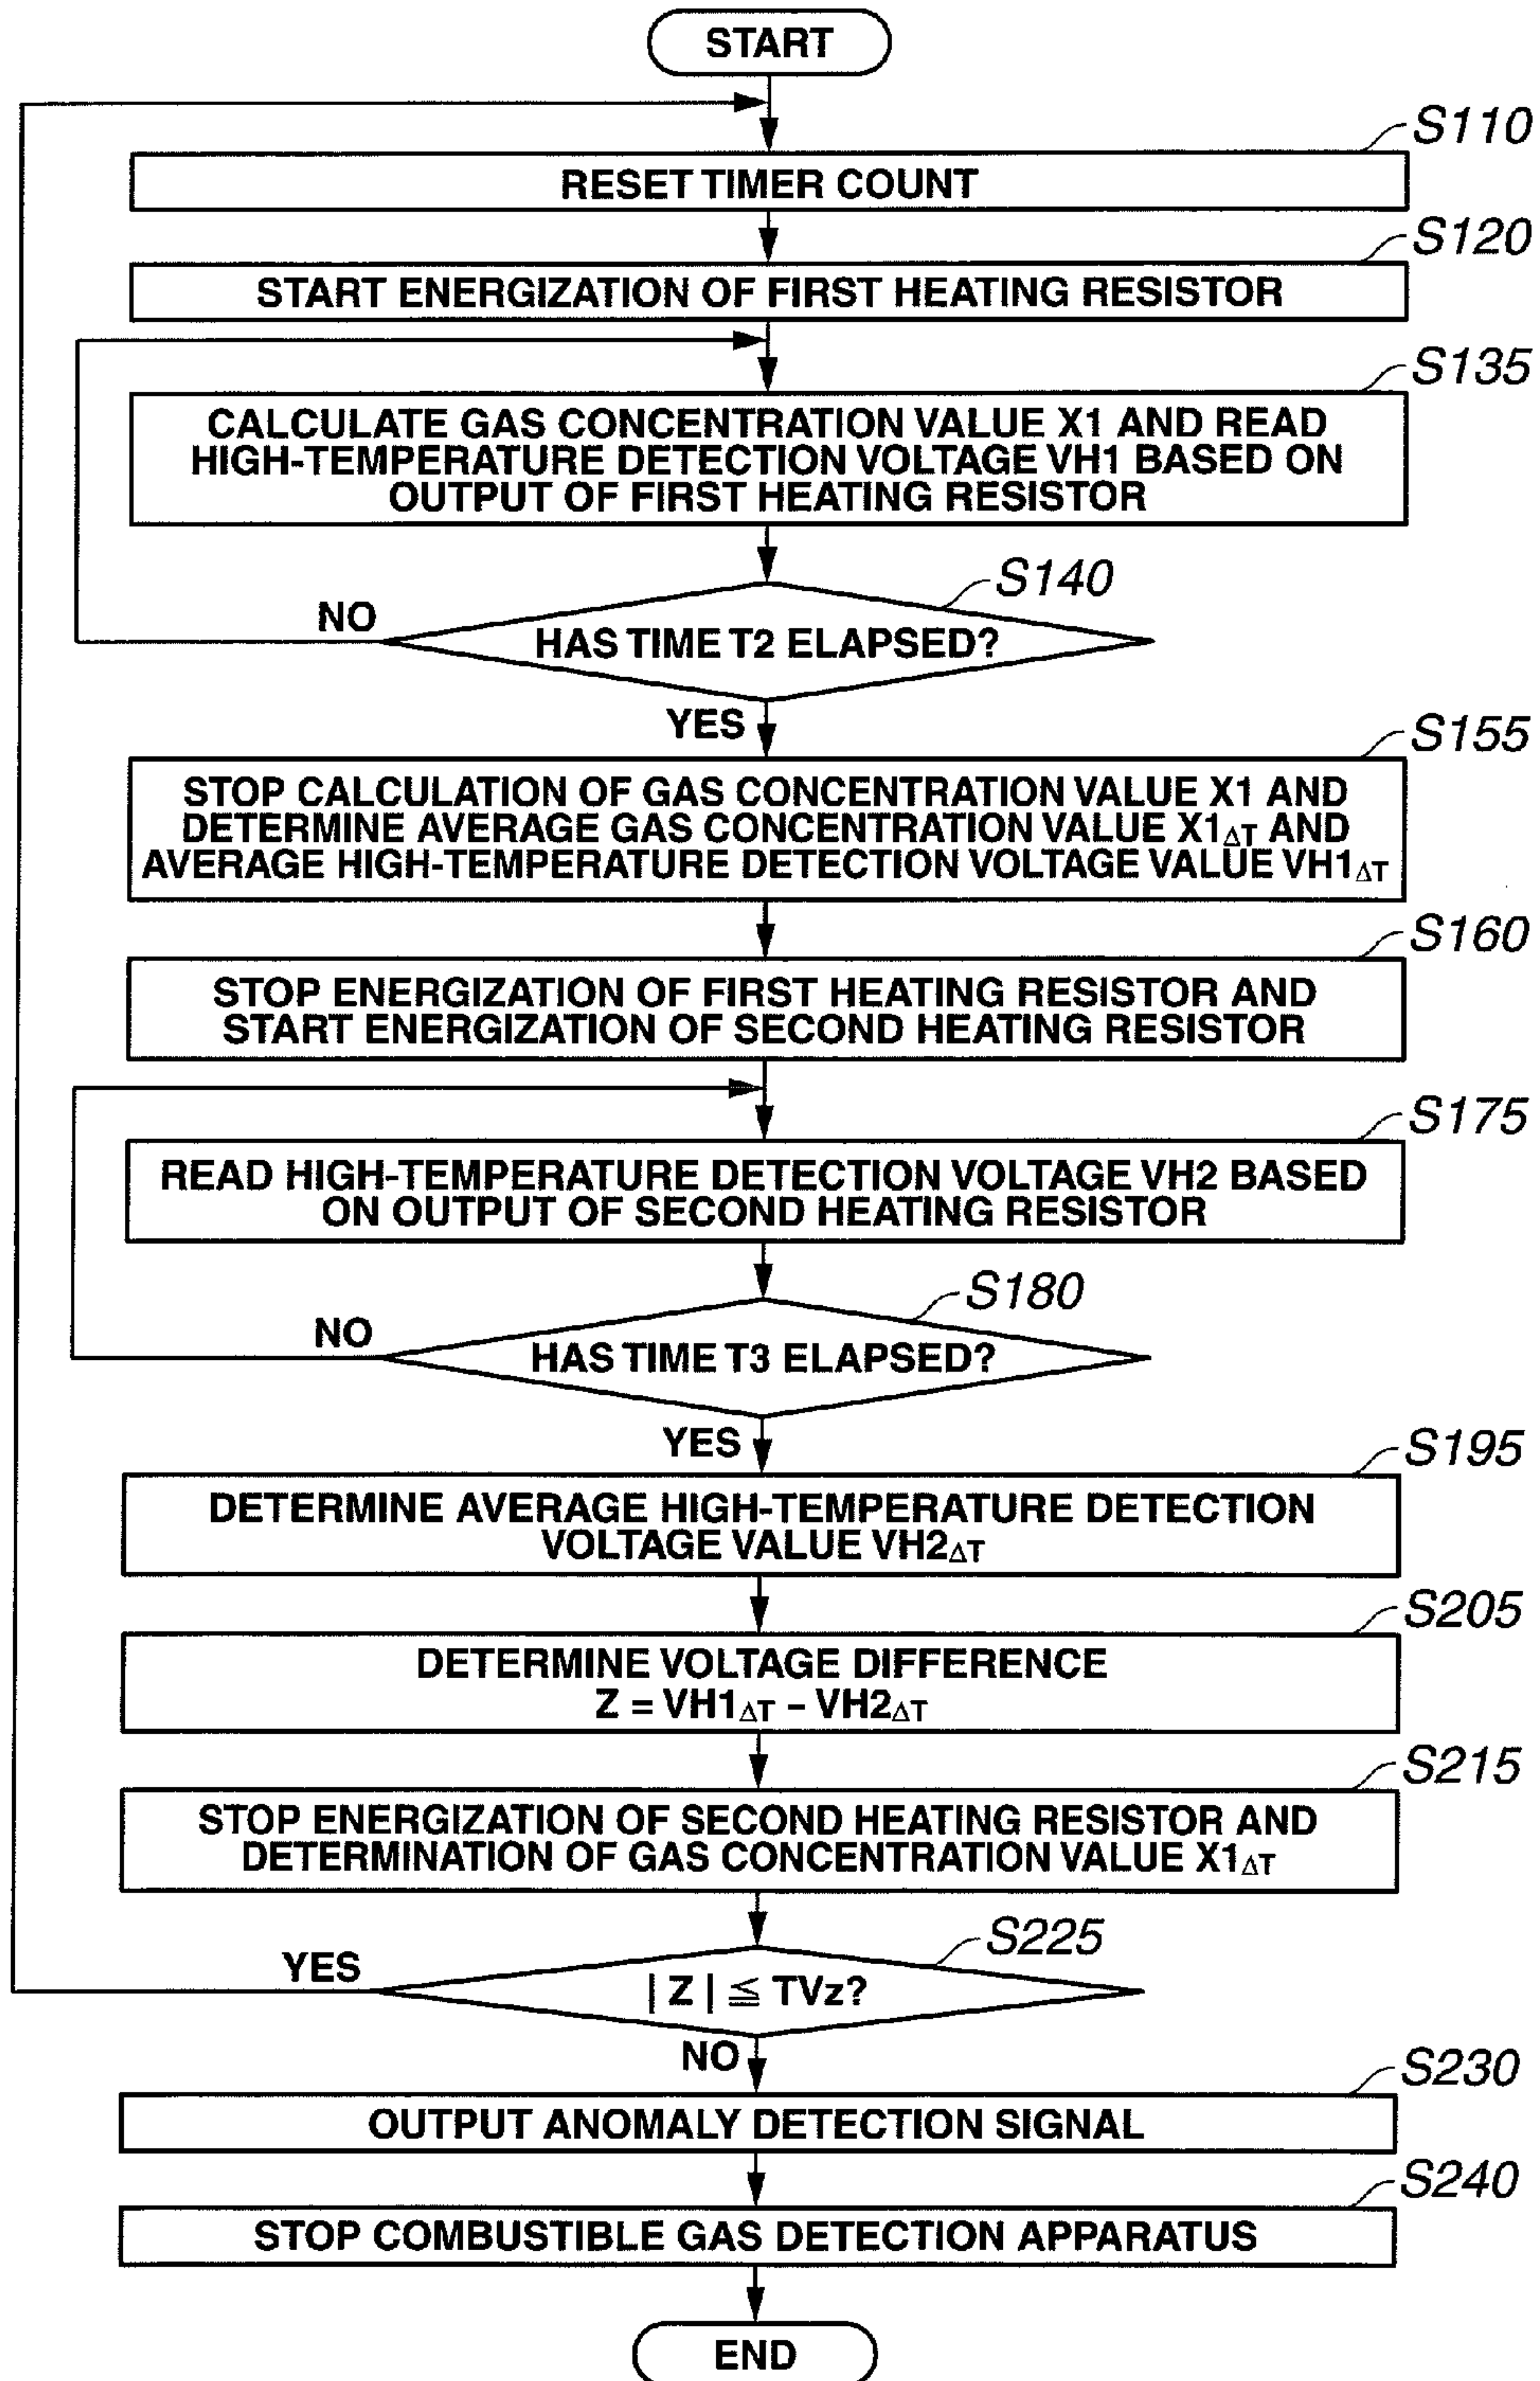 START
S110
RESET TIMER COUNT
S120
START ENERGIZATION OF FIRST HEATING RESISTOR
S135
CALCULATE GAS CONCENTRATION VALUE X1 AND READ
HIGH-TEMPERATURE DETECTION VOLTAGE VH1 BASED ON
OUTPUT OF FIRST HEATING RESISTOR
S140
NO
HAS TIME T2 ELAPSED?
YES
S155
STOP CALCULATION OF GAS CONCENTRATION VALUE X1 AND
DETERMINE AVERAGE GAS CONCENTRATION VALUE X1ΔT AND
AVERAGE HIGH-TEMPERATURE DETECTION VOLTAGE VALUE VH1ΔT
S160
STOP ENERGIZATION OF FIRST HEATING RESISTOR AND
START ENERGIZATION OF SECOND HEATING RESISTOR
S175
READ HIGH-TEMPERATURE DETECTION VOLTAGE VH2 BASED
ON OUTPUT OF SECOND HEATING RESISTOR
S180
NO
HAS TIME T3 ELAPSED?
YES
S195
DETERMINE AVERAGE HIGH-TEMPERATURE DETECTION
VOLTAGE VALUE VH2ΔT
S205
DETERMINE VOLTAGE DIFFERENCE
Z = VH1ΔT – VH2ΔT
S215
STOP ENERGIZATION OF SECOND HEATING RESISTOR AND
DETERMINATION OF GAS CONCENTRATION VALUE X1ΔT
S225
YES
| Z | ≦ TVz?
NO
S230
OUTPUT ANOMALY DETECTION SIGNAL
S240
STOP COMBUSTIBLE GAS DETECTION APPARATUS
END